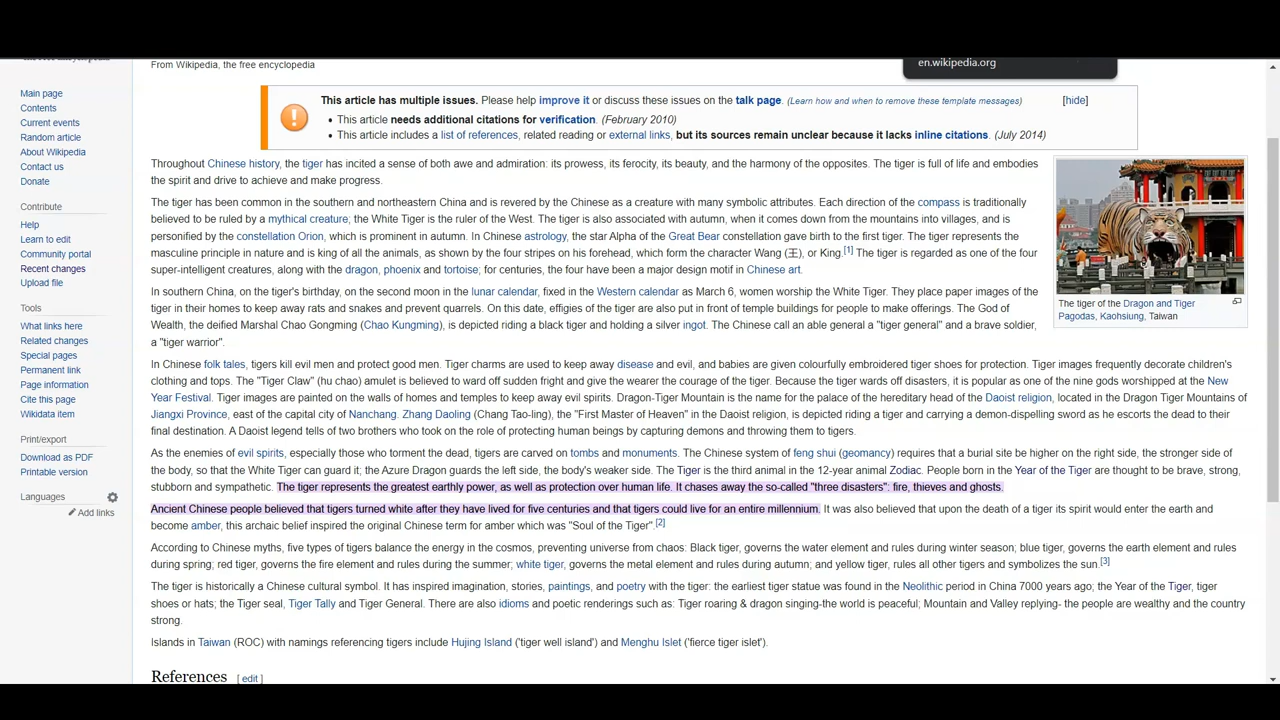 From Wikipedia, the free encyclopedia
en.wikipedia.org
Main page
Contents
Current events
Random article
About Wikipedia
Contact us
Donate
Contribute
Help
Learn to edit
Community portal
Recent changes
Upload file
Tools
What links here
Related changes
Special pages
Permanent link
Page information
Cite this page
Wikidata item
Print/export
Download as PDF
Printable version
Languages
Add links
This article has multiple issues. Please help improve it or discuss these issues on the talk page. (Learn how and when to remove these template messages) [hide]
• This article needs additional citations for verification. (February 2010)
• This article includes a list of references, related reading or external links, but its sources remain unclear because it lacks inline citations. (July 2014)
Throughout Chinese history, the tiger has incited a sense of both awe and admiration: its prowess, its ferocity, its beauty, and the harmony of the opposites. The tiger is full of life and embodies
the spirit and drive to achieve and make progress.
The tiger has been common in the southern and northeastern China and is revered by the Chinese as a creature with many symbolic attributes. Each direction of the compass is traditionally
believed to be ruled by a mythical creature; the White Tiger is the ruler of the West. The tiger is also associated with autumn, when it comes down from the mountains into villages, and is
personified by the constellation Orion, which is prominent in autumn. In Chinese astrology, the star Alpha of the Great Bear constellation gave birth to the first tiger. The tiger represents the
masculine principle in nature and is king of all the animals, as shown by the four stripes on his forehead, which form the character Wang (王), or King.[1] The tiger is regarded as one of the four
super-intelligent creatures, along with the dragon, phoenix and tortoise; for centuries, the four have been a major design motif in Chinese art.
The tiger of the Dragon and Tiger
Pagodas, Kaohsiung, Taiwan
In southern China, on the tiger's birthday, on the second moon in the lunar calendar, fixed in the Western calendar as March 6, women worship the White Tiger. They place paper images of the
tiger in their homes to keep away rats and snakes and prevent quarrels. On this date, effigies of the tiger are also put in front of temple buildings for people to make offerings. The God of
Wealth, the deified Marshal Chao Gongming (Chao Kungming), is depicted riding a black tiger and holding a silver ingot. The Chinese call an able general a "tiger general" and a brave soldier,
a "tiger warrior".
In Chinese folk tales, tigers kill evil men and protect good men. Tiger charms are used to keep away disease and evil, and babies are given colourfully embroidered tiger shoes for protection. Tiger images frequently decorate children's
clothing and tops. The "Tiger Claw" (hu chao) amulet is believed to ward off sudden fright and give the wearer the courage of the tiger. Because the tiger wards off disasters, it is popular as one of the nine gods worshipped at the New
Year Festival. Tiger images are painted on the walls of homes and temples to keep away evil spirits. Dragon-Tiger Mountain is the name for the palace of the hereditary head of the Daoist religion, located in the Dragon Tiger Mountains of
Jiangxi Province, east of the capital city of Nanchang. Zhang Daoling (Chang Tao-ling), the "First Master of Heaven" in the Daoist religion, is depicted riding a tiger and carrying a demon-dispelling sword as he escorts the dead to their
final destination. A Daoist legend tells of two brothers who took on the role of protecting human beings by capturing demons and throwing them to tigers.
As the enemies of evil spirits, especially those who torment the dead, tigers are carved on tombs and monuments. The Chinese system of feng shui (geomancy) requires that a burial site be higher on the right side, the stronger side of
the body, so that the White Tiger can guard it; the Azure Dragon guards the left side, the body's weaker side. The Tiger is the third animal in the 12-year animal Zodiac. People born in the Year of the Tiger are thought to be brave, strong,
stubborn and sympathetic. The tiger represents the greatest earthly power, as well as protection over human life. It chases away the so-called "three disasters": fire, thieves and ghosts.
Ancient Chinese people believed that tigers turned white after they have lived for five centuries and that tigers could live for an entire millennium. It was also believed that upon the death of a tiger its spirit would enter the earth and
become amber, this archaic belief inspired the original Chinese term for amber which was "Soul of the Tiger".[2]
According to Chinese myths, five types of tigers balance the energy in the cosmos, preventing universe from chaos: Black tiger, governs the water element and rules during winter season; blue tiger, governs the earth element and rules
during spring; red tiger, governs the fire element and rules during the summer; white tiger, governs the metal element and rules during autumn; and yellow tiger, rules all other tigers and symbolizes the sun.[3]
The tiger is historically a Chinese cultural symbol. It has inspired imagination, stories, paintings, and poetry with the tiger: the earliest tiger statue was found in the Neolithic period in China 7000 years ago; the Year of the Tiger, tiger
shoes or hats; the Tiger seal, Tiger Tally and Tiger General. There are also idioms and poetic renderings such as: Tiger roaring & dragon singing-the world is peaceful; Mountain and Valley replying- the people are wealthy and the country
strong.
Islands in Taiwan (ROC) with namings referencing tigers include Hujing Island ('tiger well island') and Menghu Islet ('fierce tiger islet').
References [ edit ]